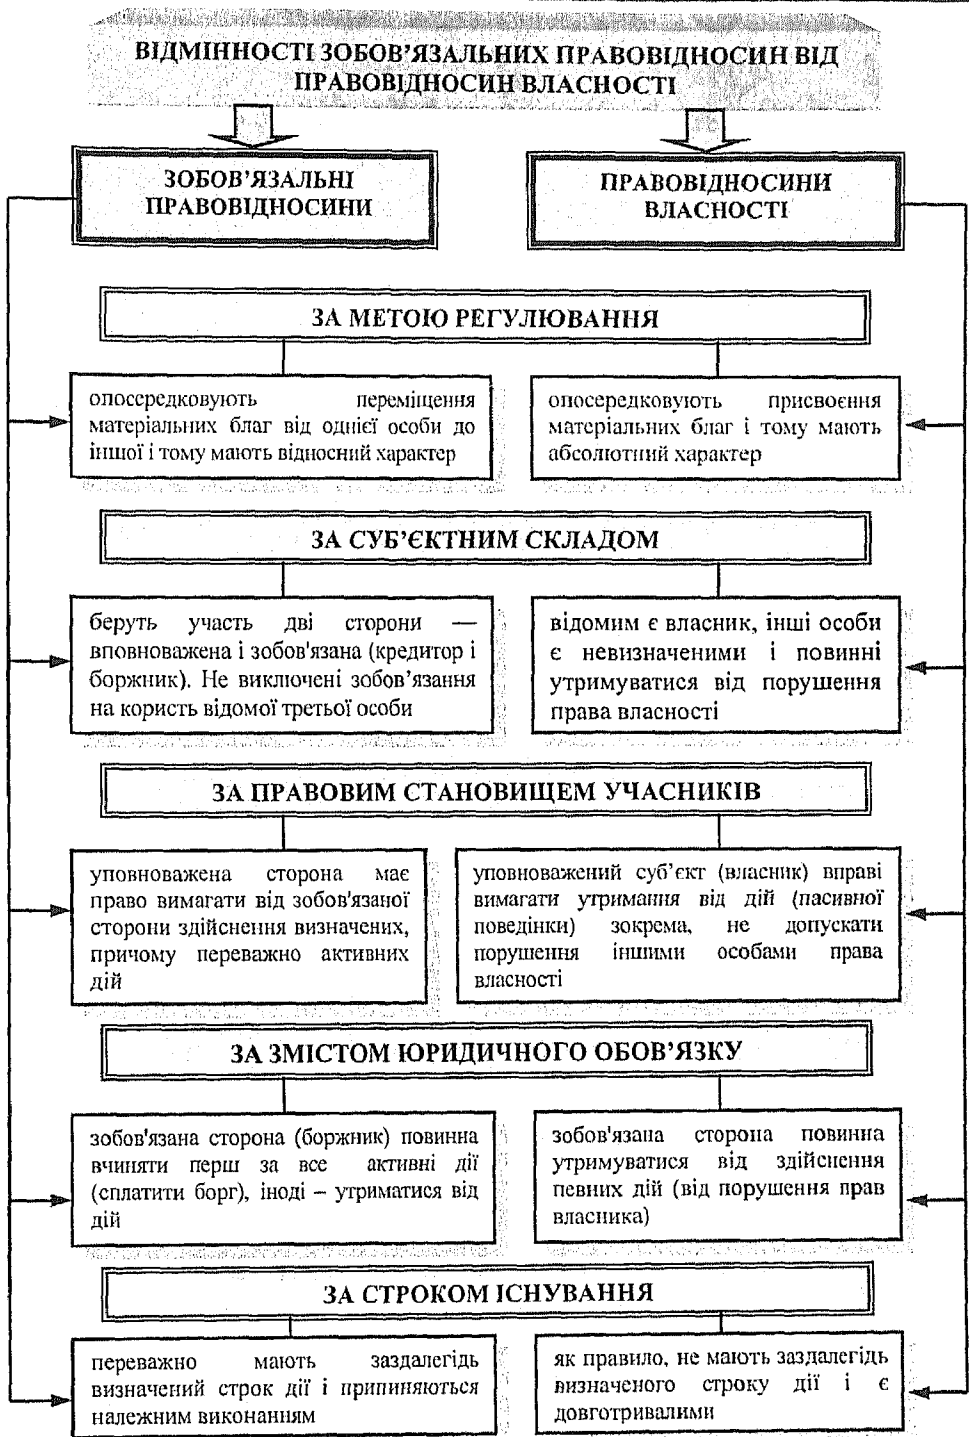 ВІДМІННОСТІ ЗОБОВ’ЯЗАЛЬНИХ ПРАВОВІДНОСИН ВІД
ПРАВОВІДНОСИН ВЛАСНОСТІ
ЗОБОВ’ЯЗАЛЬНІ
ПРАВОВІДНОСИНИ
ПРАВОВІДНОСИНИ
ВЛАСНОСТІ
ЗА МЕТОЮ РЕГУЛЮВАННЯ
опосередковують переміщення
матеріальних благ від однієї особи до
іншої і тому мають відносний характер
опосередковують присвоєння
матеріальних благ і тому мають
абсолютний характер
ЗА СУБ’ЄКТНИМ СКЛАДОМ
беруть участь дві сторони —
вповноважена і зобов'язана (кредитор і
боржник). Не виключені зобов’язання
на користь відомої третьої особи
відомим є власник, інші особи
є невизначеними і повинні
утримуватися від порушення
права власності
ЗА ПРАВОВИМ СТАНОВИЩЕМ УЧАСНИКІВ
уповноважена сторона має
право вимагати від зобов'язаної
сторони здійснення визначених,
причому переважно активних
дій
уповноважений суб’єкт (власник) вправі
вимагати утримання від дій (пасивної
поведінки) зокрема, не допускати
порушення іншими особами права
власності
ЗА ЗМІСТОМ ЮРИДИЧНОГО ОБОВ’ЯЗКУ
зобов'язана сторона (боржник) повинна
вчиняти перш за все активні дії
(сплатити борг), іноді – утриматися від
дій
зобов'язана сторона повинна
утримуватися від здійснення
певних дій (від порушення прав
власника)
ЗА СТРОКОМ ІСНУВАННЯ
переважно мають заздалегідь
визначений строк дії і припиняються
належним виконанням
як правило, не мають заздалегідь
визначеного строку дії і є
довготривалими